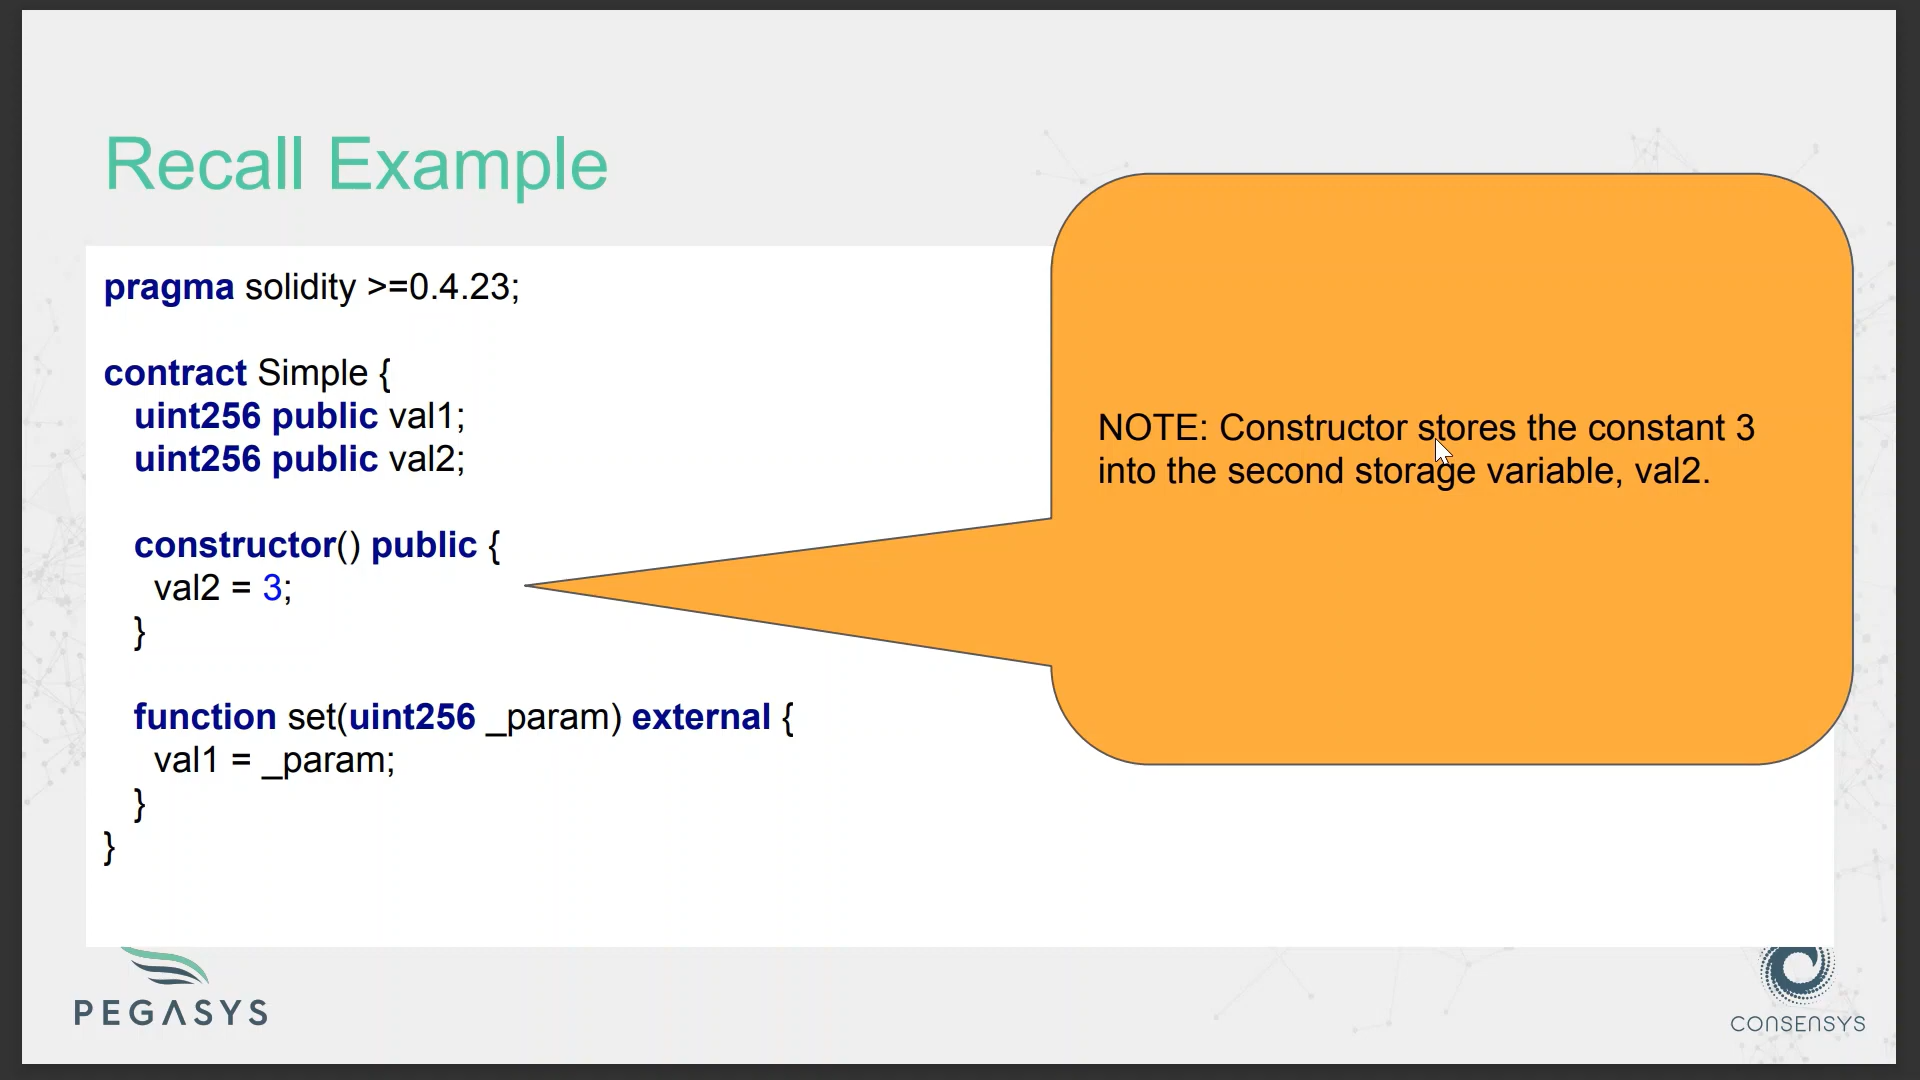 Recall Example
pragma solidity >=0.4.23;
contract Simple {
uint256 public val1;
uint256 public val2;
constructor() public {
val2 = 3;
}
function set(uint256 _param) external {
val1 = _param;
}
}
NOTE: Constructor stores the constant 3
into the second storage variable, val2.
PEGASYS
CONSENSYS